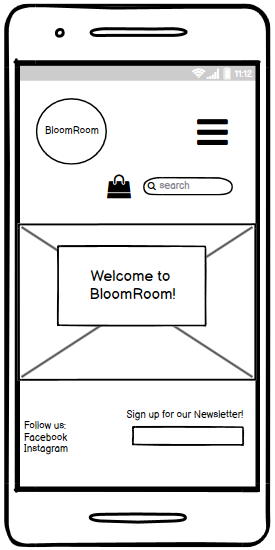 11:12
BloomRoom
search
Welcome to
BloomRoom!
Sign up for our Newsletter!
Follow us:
Facebook
Instagram